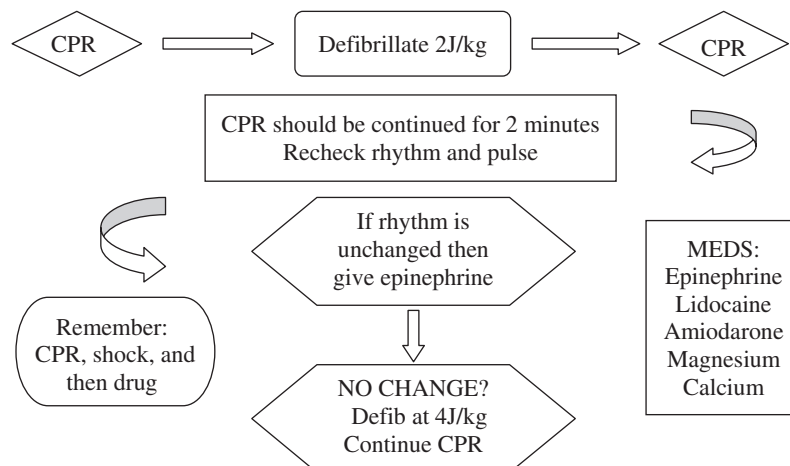 CPR
Defibrillate 2J/kg
CPR
CPR should be continued for 2 minutes
Recheck rhythm and pulse
If rhythm is
unchanged then
give epinephrine
MEDS:
Epinephrine
Lidocaine
Amiodarone
Magnesium
Calcium
Remember:
CPR, shock, and
then drug
NO CHANGE?
Defib at 4J/kg
Continue CPR